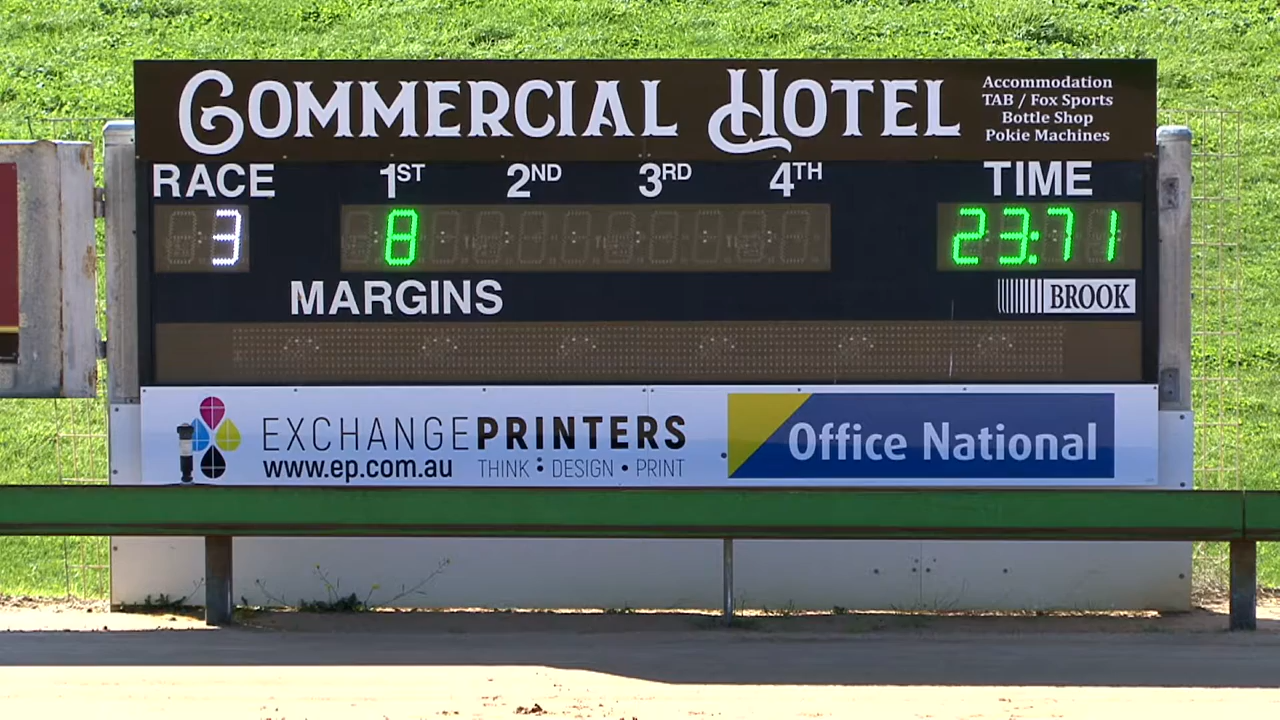 COMMERCIAL HOTEL
Accommodation
TAB / Fox Sports
Bottle Shop
Pokie Machines
RACE 1ST 2ND 3RD 4TH TIME
3 8 23:71
MARGINS
BROOK
EXCHANGEPRINTERS
www.ep.com.au THINK • DESIGN • PRINT
Office National